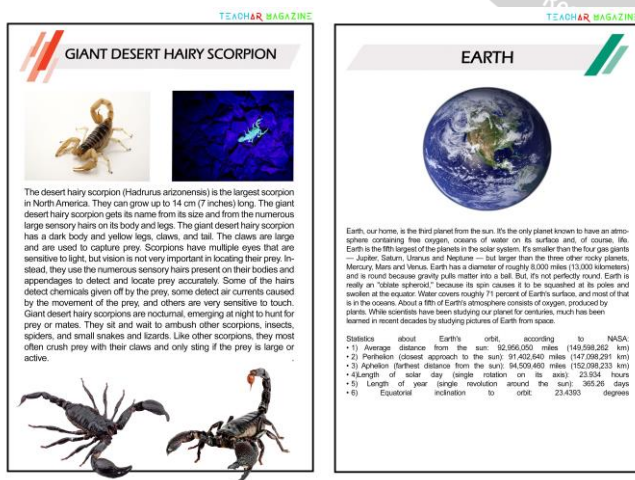 TEACHAR MAGAZINE
GIANT DESERT HAIRY SCORPION
The desert hairy scorpion (Hadrurus arizonensis) is the largest scorpion
in North America. They can grow up to 14 cm (7 inches) long. The giant
desert hairy scorpion gets its name from its size and from the numerous
large sensory hairs on its body and legs. The giant desert hairy scorpion
has a dark body and yellow legs, claws, and tail. The claws are large
and are used to capture prey. Scorpions have multiple eyes that are
sensitive to light, but vision is not very important in locating their prey. In-
stead, they use the numerous sensory hairs present on their bodies and
appendages to detect and locate prey accurately. Some of the hairs
detect chemicals given off by the prey, some detect air currents caused
by the movement of the prey, and others are very sensitive to touch.
Giant desert hairy scorpions are nocturnal, emerging at night to hunt for
prey or mates. They sit and wait to ambush other scorpions, insects,
spiders, and small snakes and lizards. Like other scorpions, they most
often crush prey with their claws and only sting if the prey is large or
active.
To
TEACHAR MAGAZINE
EARTH
Earth, our home, is the third planet from the sun. It's the only planet known to have an atmo-
sphere containing free oxygen, oceans of water on its surface and, of course, life.
Earth is the fifth largest of the planets in the solar system. It's smaller than the four gas giants
— Jupiter, Saturn, Uranus and Neptune — but larger than the three other rocky planets,
Mercury, Mars and Venus. Earth has a diameter of roughly 8,000 miles (13,000 kilometers)
and is round because gravity pulls matter into a ball. But, it's not perfectly round. Earth is
really an "oblate spheroid," because its spin causes it to be squashed at its poles and
swollen at the equator. Water covers roughly 71 percent of Earth's surface, and most of that
is in the oceans. About a fifth of Earth's atmosphere consists of oxygen, produced by
plants. While scientists have been studying our planet for centuries, much has been
learned in recent decades by studying pictures of Earth from space.
Statistics about Earth's orbit, according to NASA:
• 1) Average distance from the sun: 92,956,050 miles (149,598,262 km)
• 2) Perihelion (closest approach to the sun): 91,402,640 miles (147,098,291 km)
• 3) Aphelion (farthest distance from the sun): 94,509,460 miles (152,098,233 km)
• 4)Length of solar day (single rotation on its axis): 23.934 hours
• 5) Length of year (single revolution around the sun): 365.26 days
• 6) Equatorial inclination to orbit: 23.4393 degrees